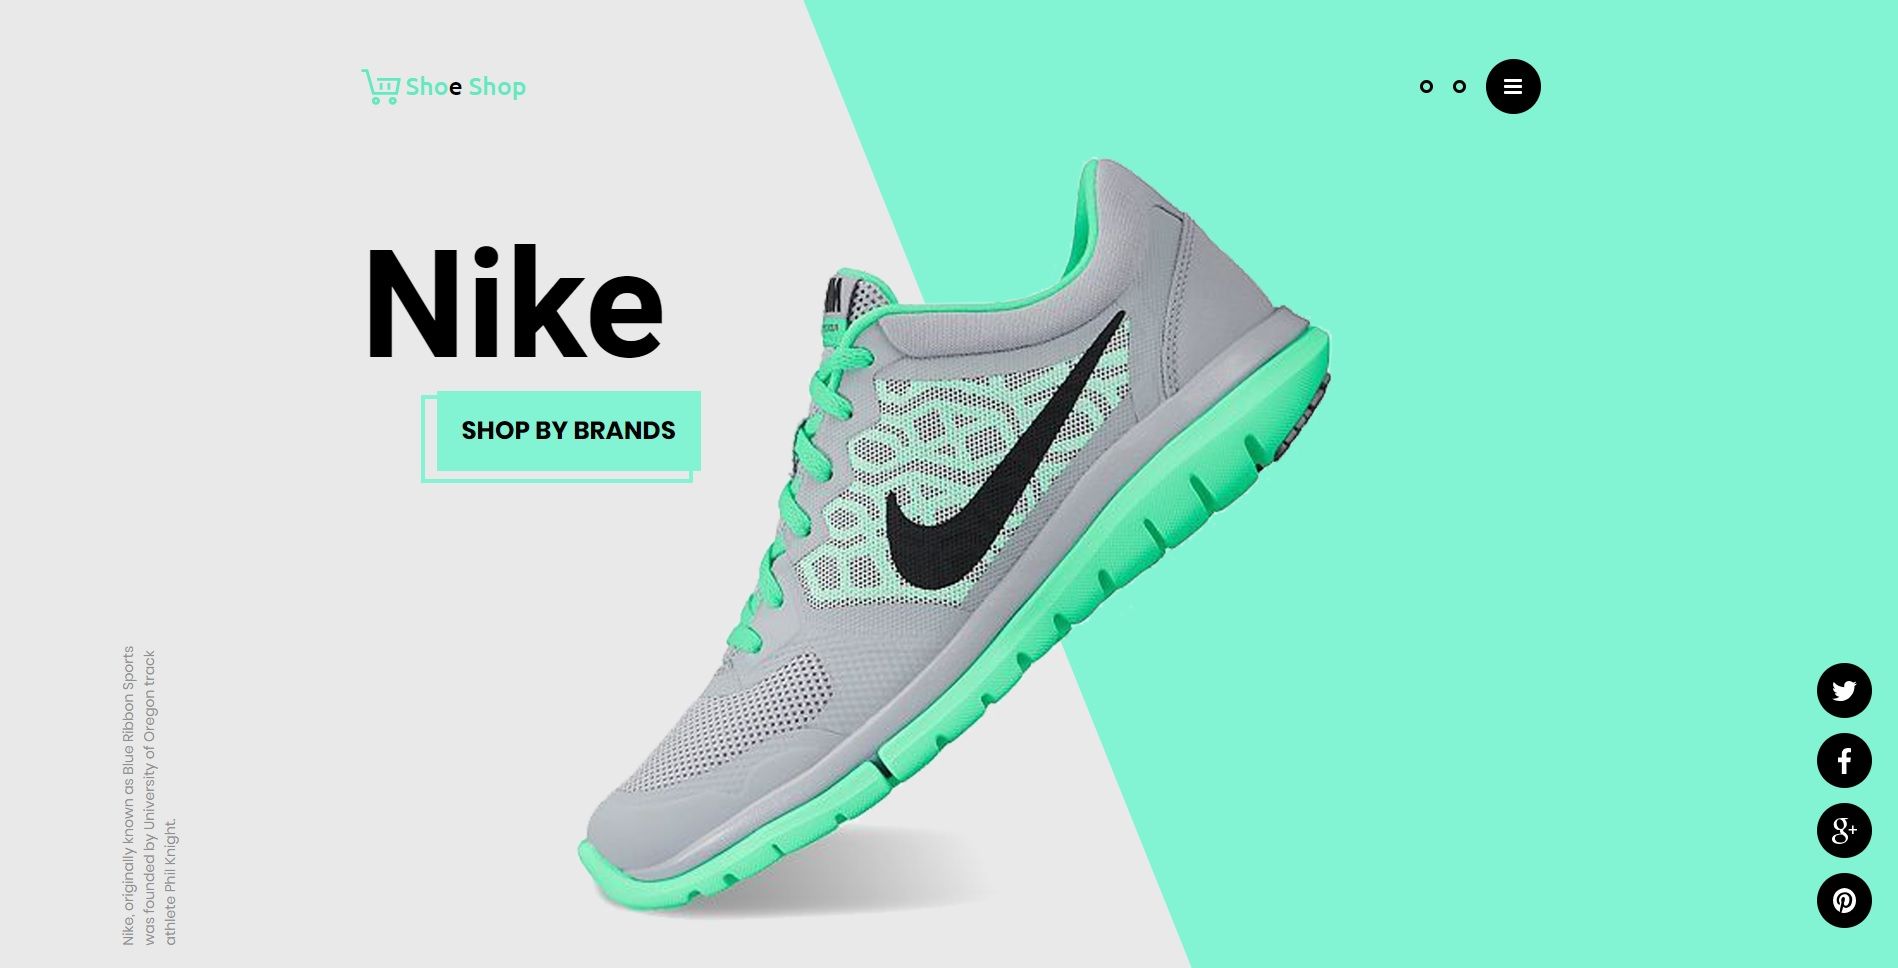 Shoe Shop
Nike
SHOP BY BRANDS
Nike, originally known as Blue Ribbon Sports
was founded by University of Oregon track
athlete Phil Knight.